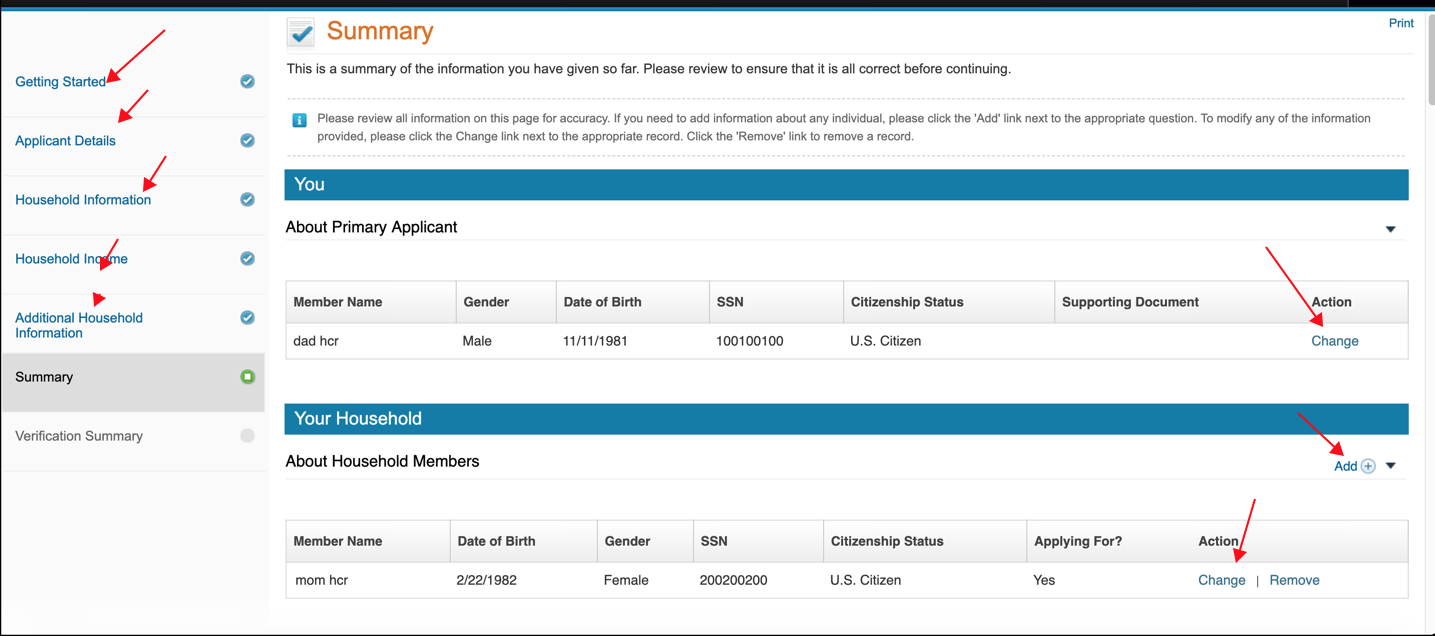 Print
Summary
This is a summary of the information you have given so far. Please review to ensure that it is all correct before continuing.
Please review all information on this page for accuracy. If you need to add information about any individual, please click the 'Add' link next to the appropriate question. To modify any of the information
provided, please click the Change link next to the appropriate record. Click the 'Remove' link to remove a record.
Getting Started
Applicant Details
Household Information
Household Income
Additional Household
Information
Summary
Verification Summary
You
About Primary Applicant
Member Name Gender Date of Birth SSN Citizenship Status Supporting Document Action
dad hcr Male 11/11/1981 100100100 U.S. Citizen Change
Your Household
About Household Members
Add
Member Name Date of Birth Gender SSN Citizenship Status Applying For? Action
mom hcr 2/22/1982 Female 200200200 U.S. Citizen Yes Change | Remove